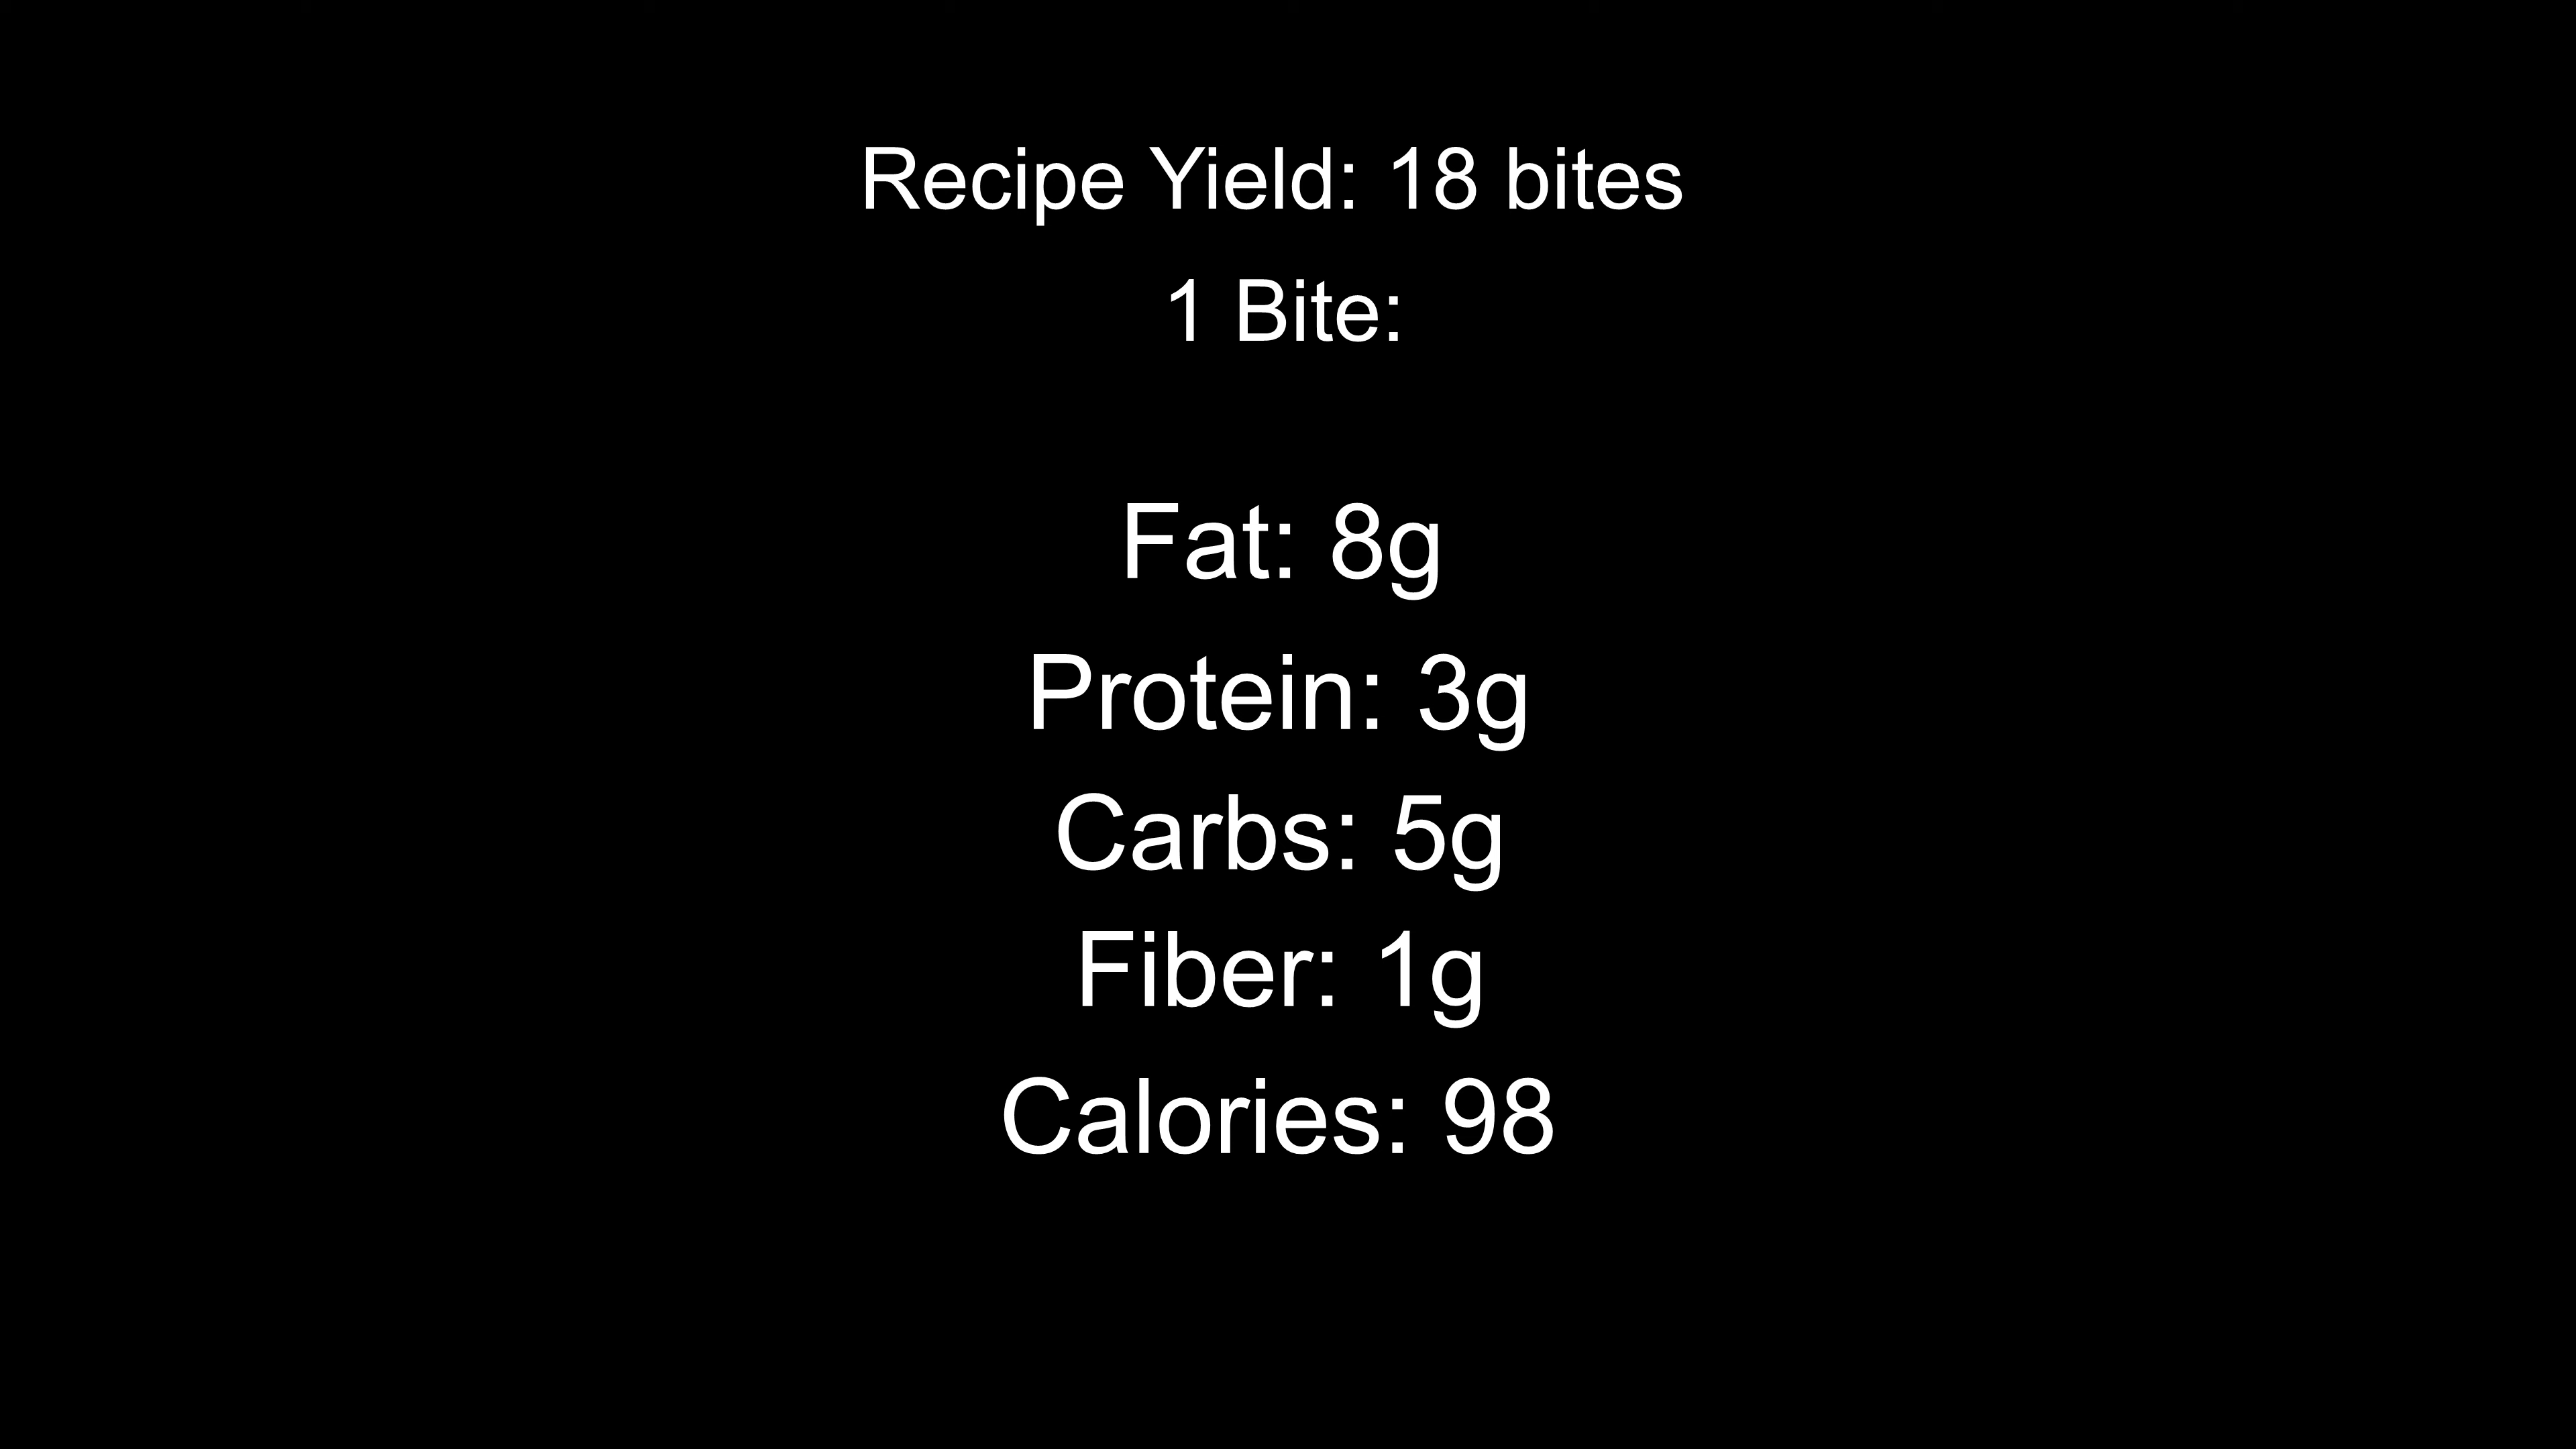 Recipe Yield: 18 bites
1 Bite:
Fat: 8g
Protein: 3g
Carbs: 5g
Fiber: 1g
Calories: 98